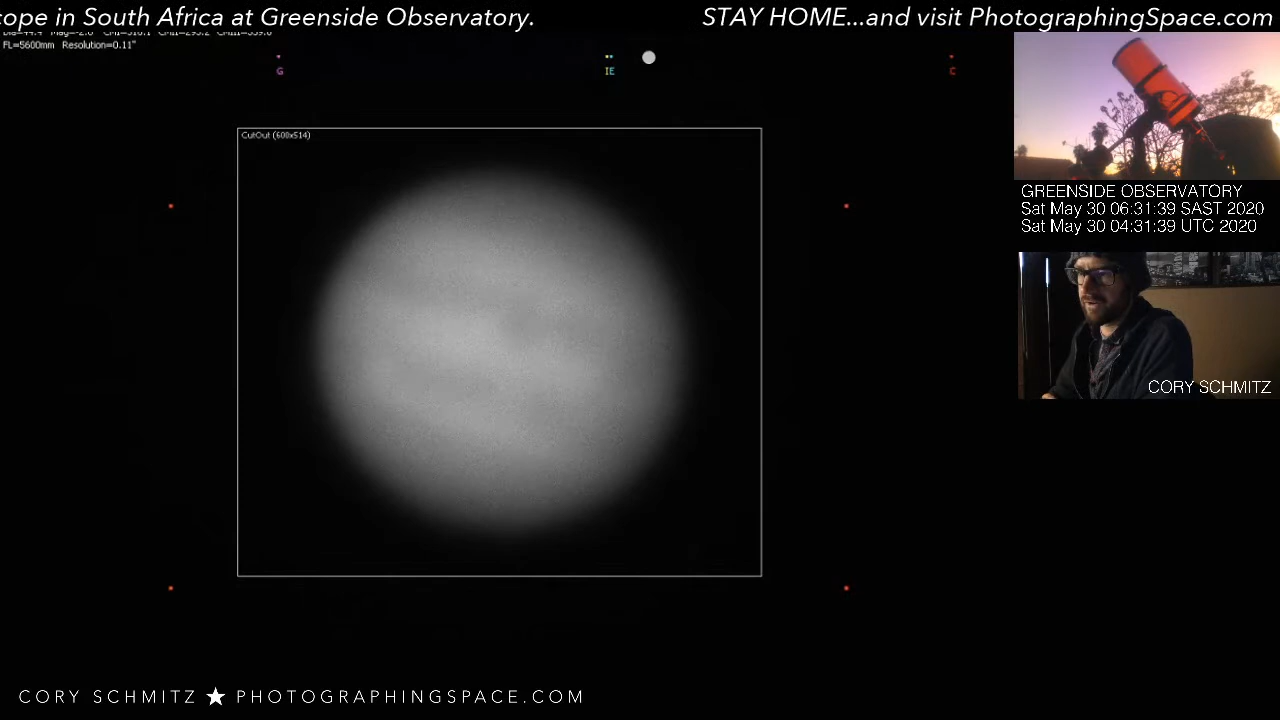 cope in South Africa at Greenside Observatory. STAY HOME...and visit PhotographingSpace.com
FL=5600mm Resolution=0.11"
G IE C
CutOut (600x514)
GREENSIDE OBSERVATORY
Sat May 30 06:31:39 SAST 2020
Sat May 30 04:31:39 UTC 2020
CORY SCHMITZ
CORY SCHMITZ ★ PHOTOGRAPHINGSPACE.COM